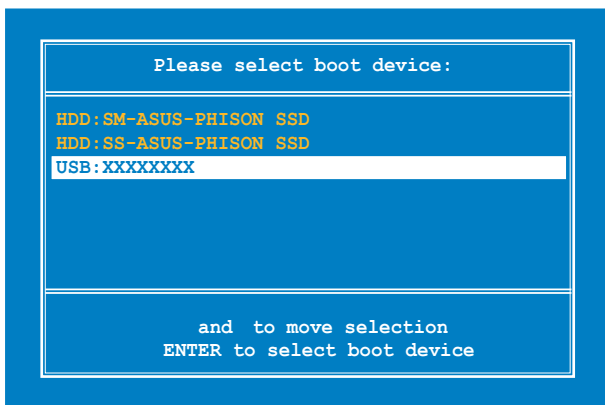 Please select boot device:
HDD:SM-ASUS-PHISON SSD
HDD:SS-ASUS-PHISON SSD
USB:XXXXXXXX
and to move selection
ENTER to select boot device